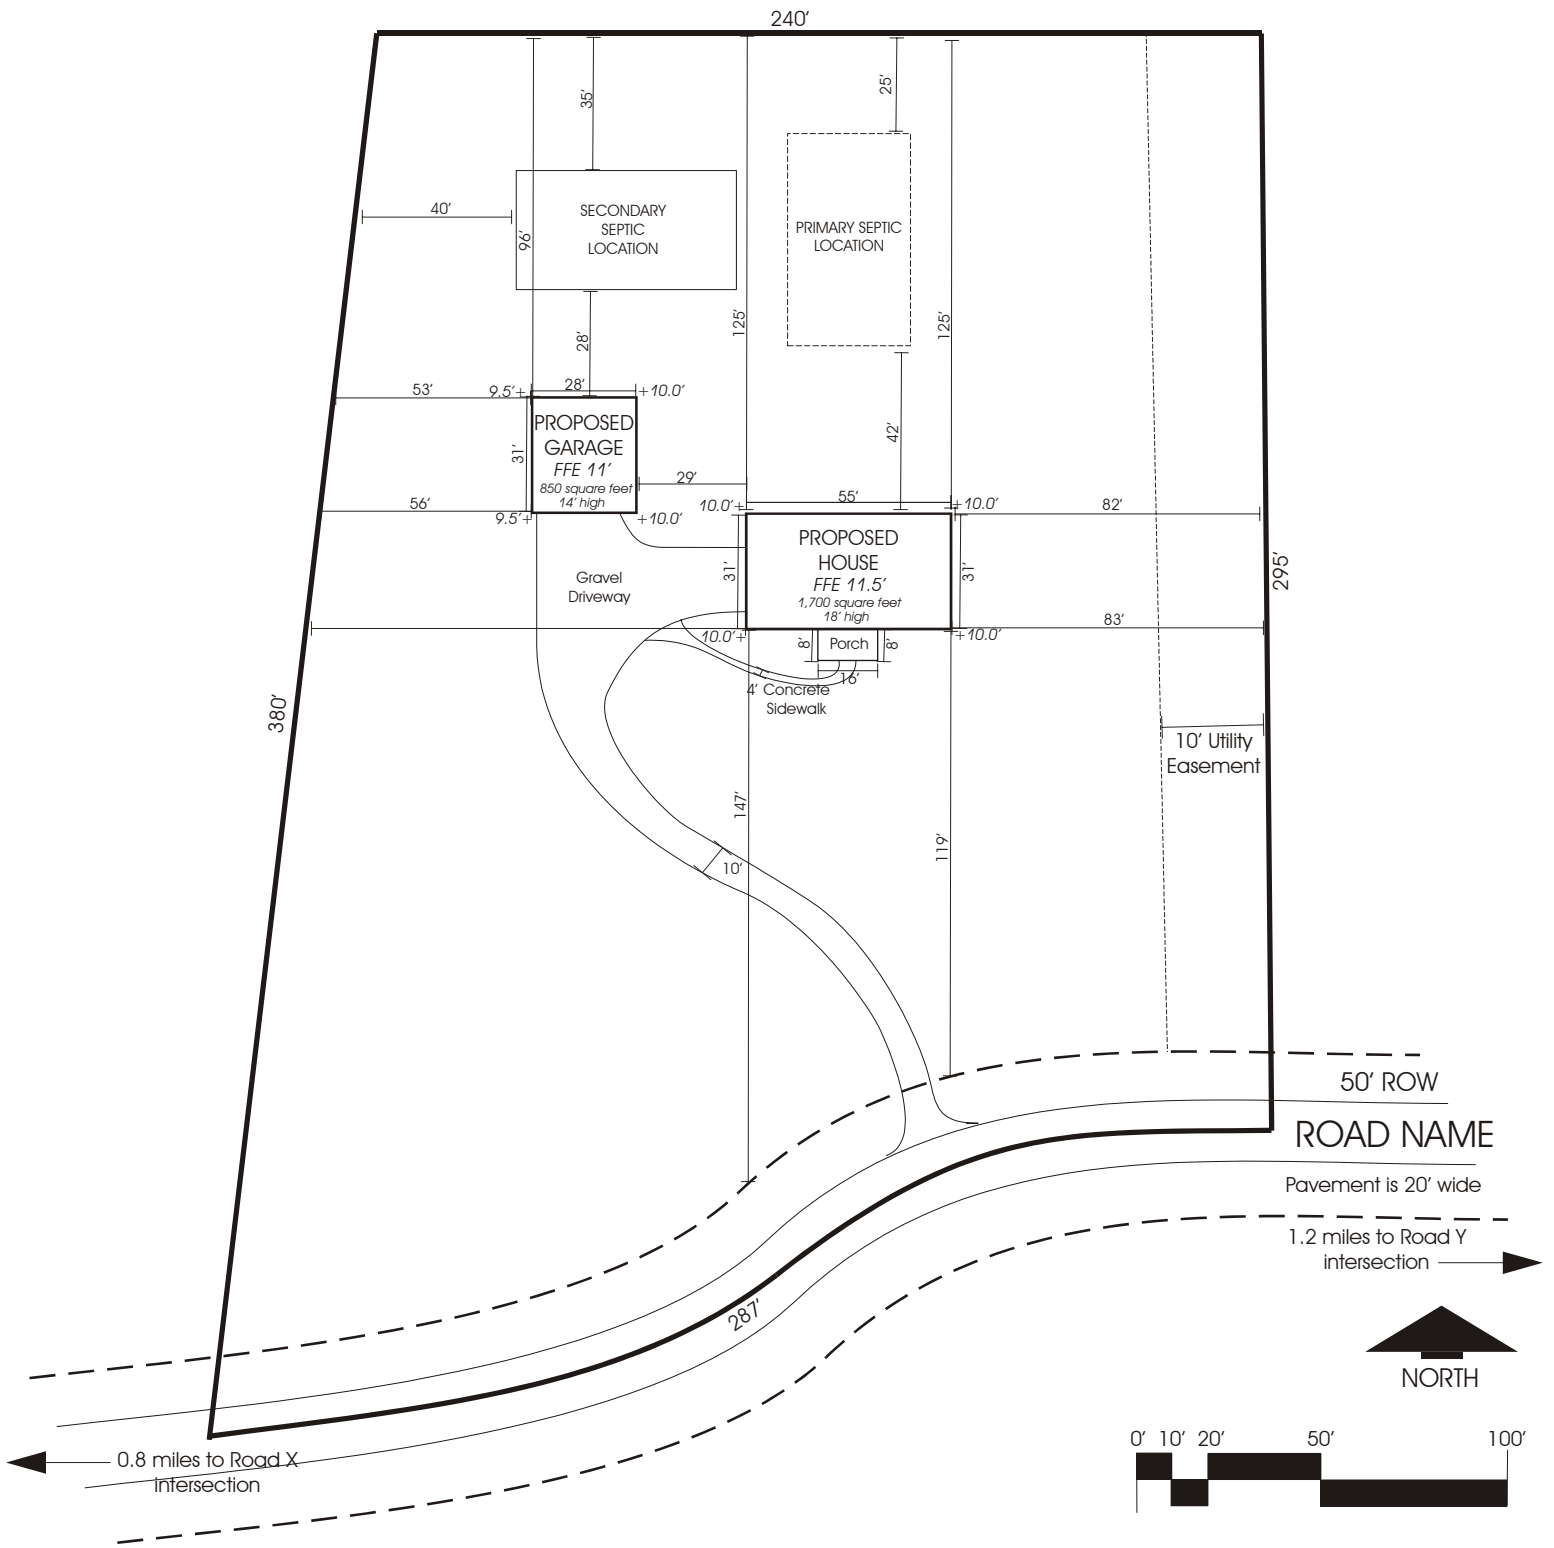 240'
35'
25'
40'
96'
SECONDARY
SEPTIC
LOCATION
PRIMARY SEPTIC
LOCATION
125'
125'
28'
53'
9.5'+
28'
+10.0'
PROPOSED
GARAGE
FFE 11'
850 square feet
14' high
31'
42'
29'
56'
9.5'+
+10.0'
10.0'+
55'
+10.0'
82'
PROPOSED
HOUSE
FFE 11.5'
1,700 square feet
18' high
31'
31'
295'
Gravel
Driveway
10.0'+
+10.0'
83'
8'
Porch
8'
16'
4' Concrete
Sidewalk
380'
10' Utility
Easement
147'
119'
10'
50' ROW
ROAD NAME
Pavement is 20' wide
1.2 miles to Road Y
intersection
287'
NORTH
0' 10' 20' 50' 100'
0.8 miles to Road X
intersection